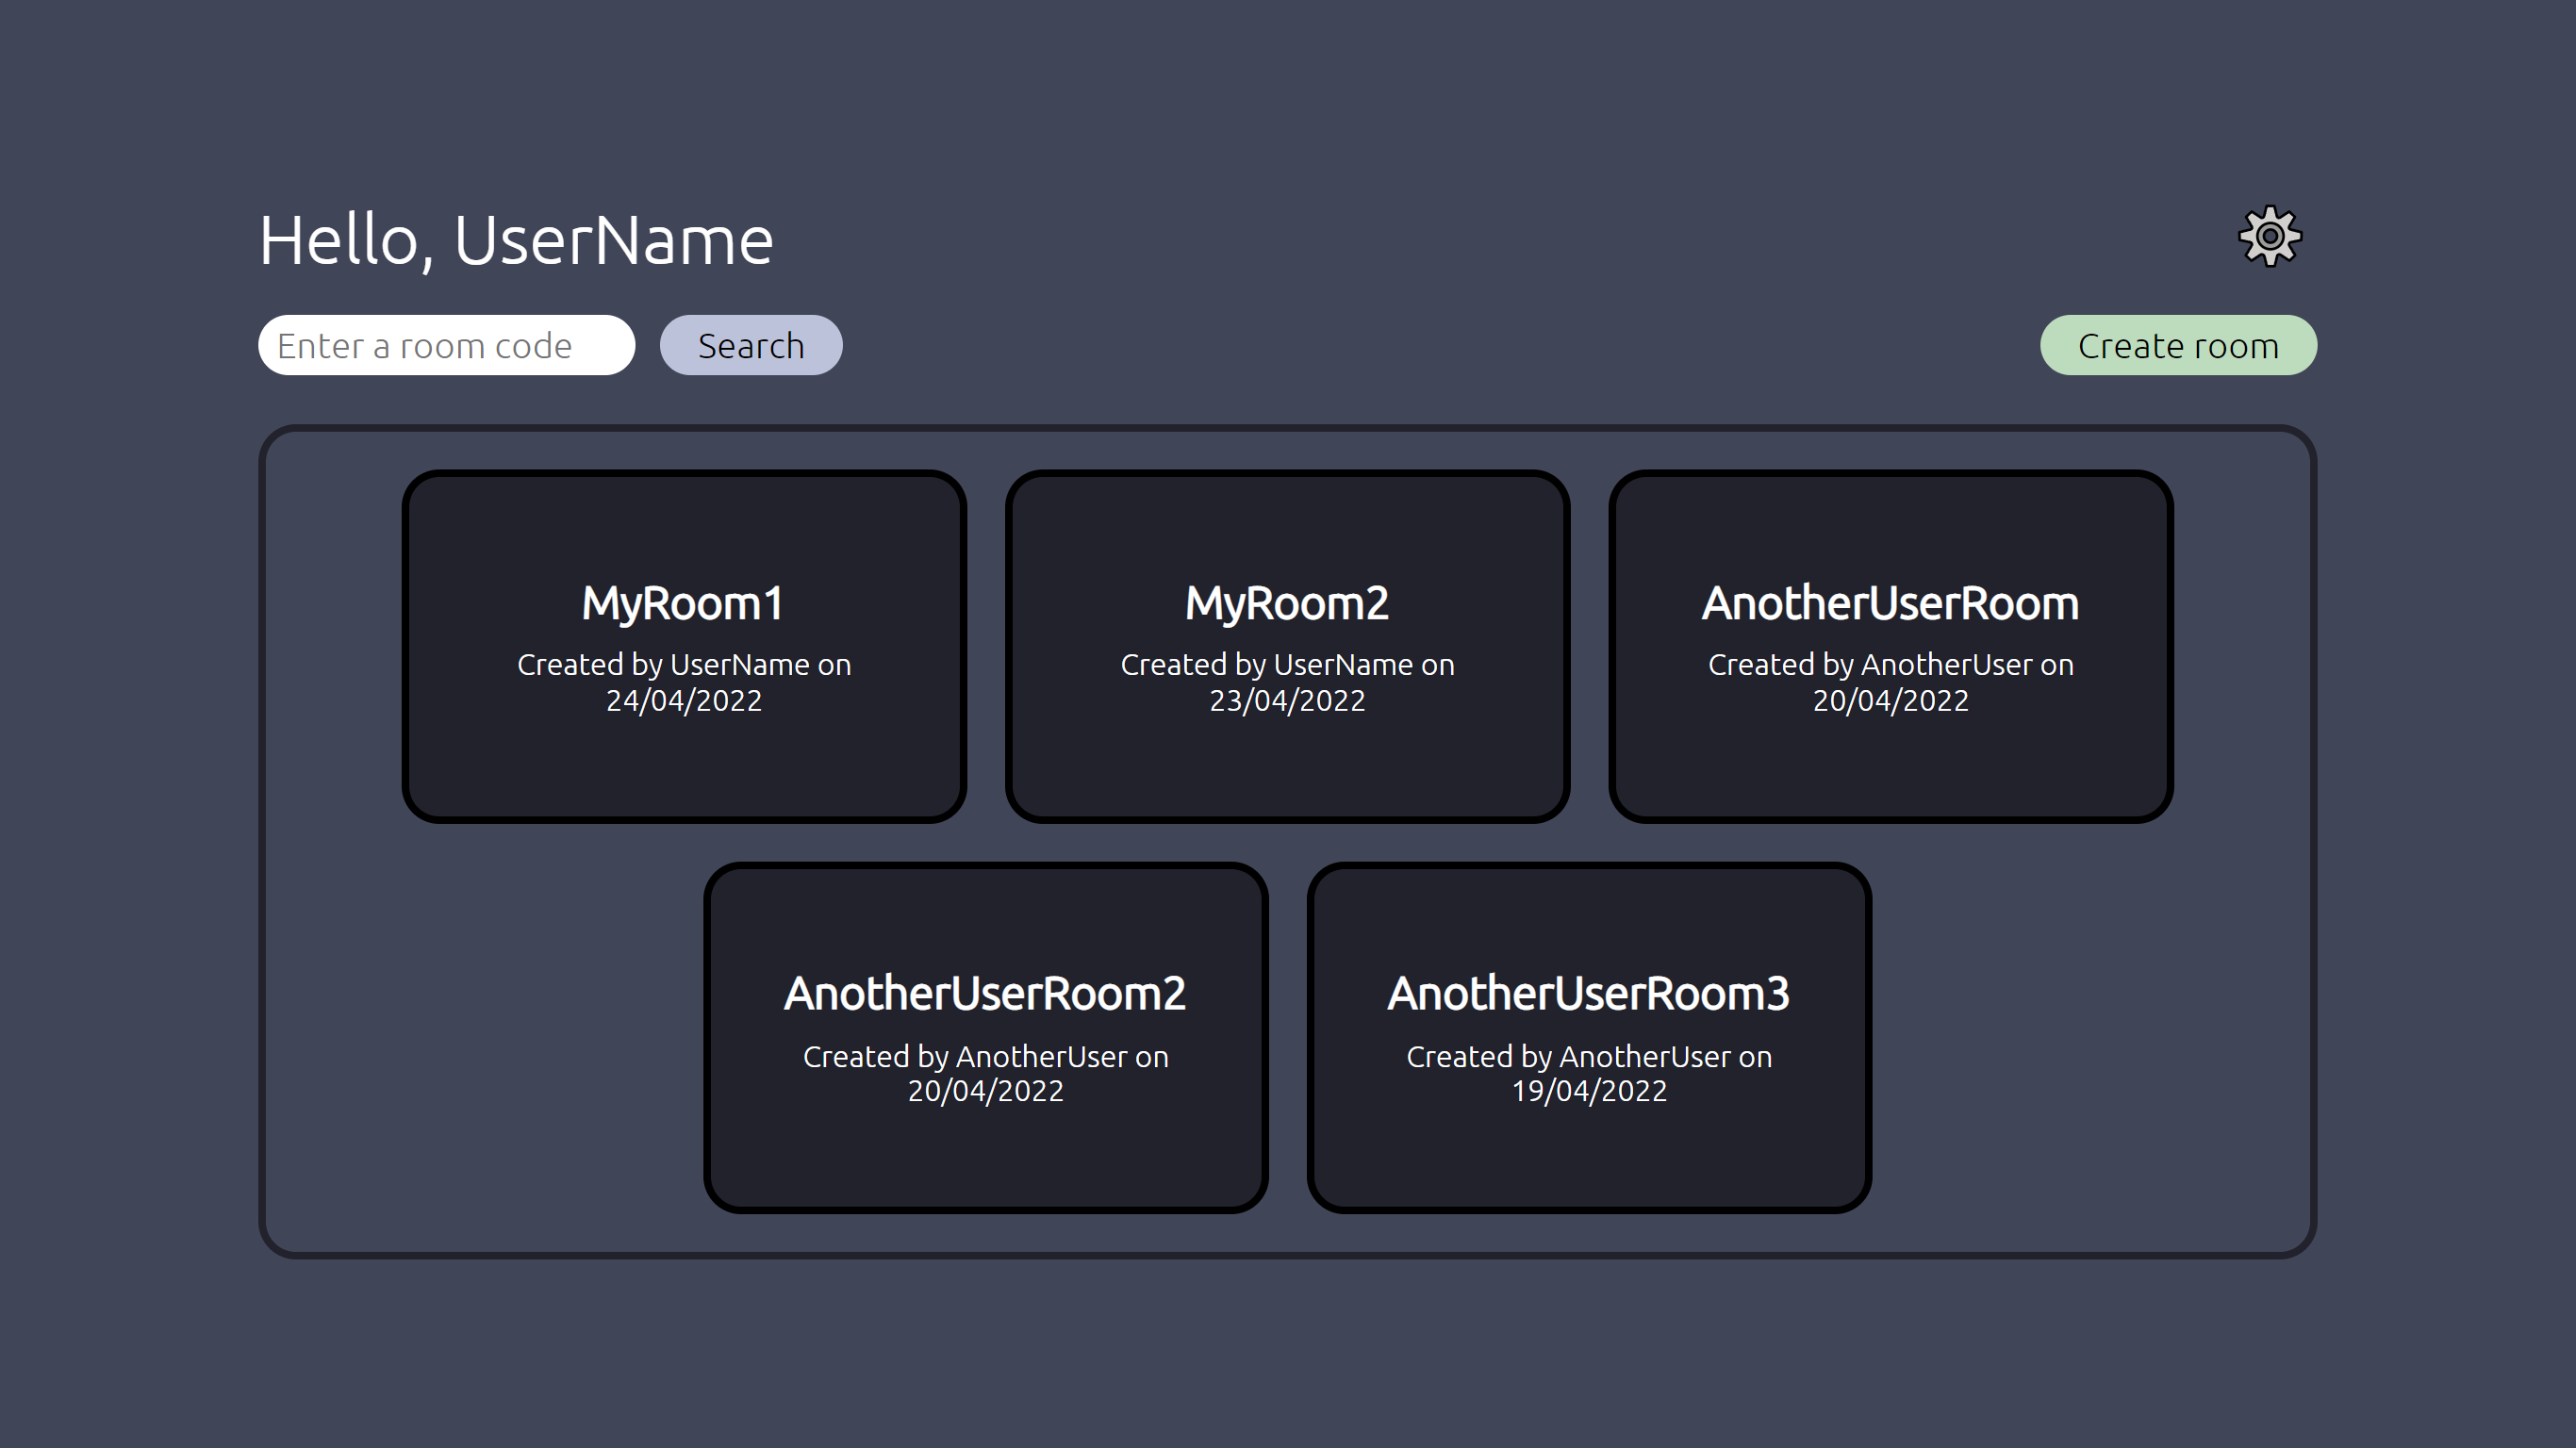 Hello, UserName
Enter a room code
Search
Create room
MyRoom1
Created by UserName on
24/04/2022
MyRoom2
Created by UserName on
23/04/2022
AnotherUserRoom
Created by AnotherUser on
20/04/2022
AnotherUserRoom2
Created by AnotherUser on
20/04/2022
AnotherUserRoom3
Created by AnotherUser on
19/04/2022